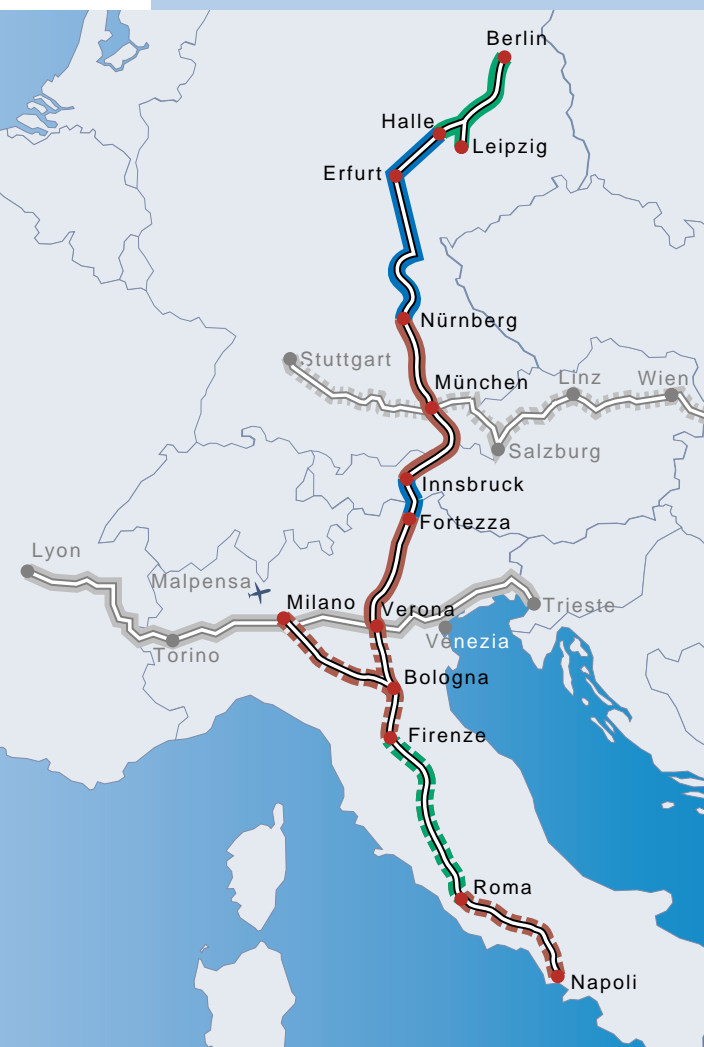 Berlin
Halle
Leipzig
Erfurt
Nürnberg
Stuttgart
München
Linz
Wien
Salzburg
Innsbruck
Fortezza
Lyon
Malpensa
Milano
Verona
Trieste
Venezia
Torino
Bologna
Firenze
Roma
Napoli